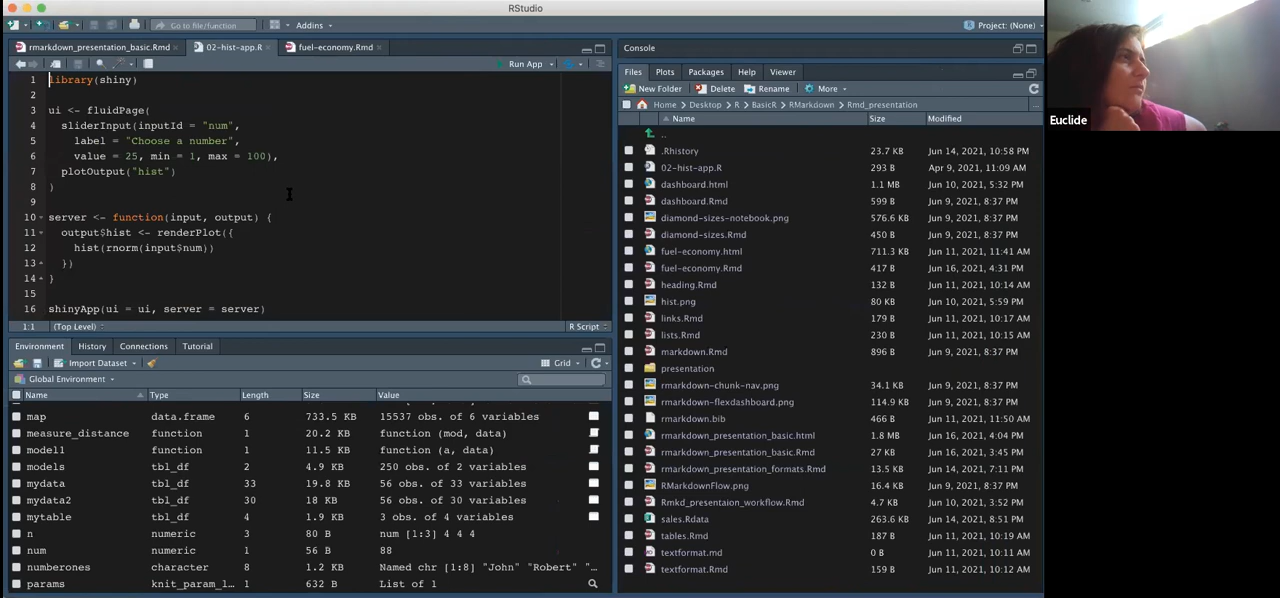 RStudio
Go to file/function
Addins
Project: (None)
rmarkdown_presentation_basic.Rmd
02-hist-app.R
fuel-economy.Rmd
Run App
1 library(shiny)
2
3 ui <- fluidPage(
4 sliderInput(inputId = "num",
5 label = "Choose a number",
6 value = 25, min = 1, max = 100),
7 plotOutput("hist")
8 )
9
10 server <- function(input, output) {
11 output$hist <- renderPlot({
12 hist(rnorm(input$num))
13 })
14 }
15
16 shinyApp(ui = ui, server = server)
1:1 (Top Level) R Script
Environment History Connections Tutorial
Import Dataset Grid
Global Environment
Name Type Length Size Value
map data.frame 6 733.5 KB 15537 obs. of 6 variables
measure_distance function 1 20.2 KB function (mod, data)
model1 function 1 11.5 KB function (a, data)
models tbl_df 2 4.9 KB 250 obs. of 2 variables
mydata tbl_df 33 19.8 KB 56 obs. of 33 variables
mydata2 tbl_df 30 18 KB 56 obs. of 30 variables
mytable tbl_df 4 1.9 KB 3 obs. of 4 variables
n numeric 3 80 B num [1:3] 4 4 4
num numeric 1 56 B 88
numberones character 8 1.2 KB Named chr [1:8] "John" "Robert" "...
params knit_param_l... 1 632 B List of 1
Console
Files Plots Packages Help Viewer
New Folder Delete Rename More
Home Desktop R BasicR RMarkdown Rmd_presentation ...
Name Size Modified
..
.Rhistory 23.7 KB Jun 14, 2021, 10:58 PM
02-hist-app.R 293 B Apr 9, 2021, 11:09 AM
dashboard.html 1.1 MB Jun 10, 2021, 5:32 PM
dashboard.Rmd 599 B Jun 9, 2021, 8:37 PM
diamond-sizes-notebook.png 576.6 KB Jun 9, 2021, 8:37 PM
diamond-sizes.Rmd 450 B Jun 9, 2021, 8:37 PM
fuel-economy.html 711.3 KB Jun 11, 2021, 11:41 AM
fuel-economy.Rmd 417 B Jun 16, 2021, 4:31 PM
heading.Rmd 132 B Jun 11, 2021, 10:14 AM
hist.png 80 KB Jun 10, 2021, 5:59 PM
links.Rmd 179 B Jun 11, 2021, 10:17 AM
lists.Rmd 230 B Jun 11, 2021, 10:15 AM
markdown.Rmd 896 B Jun 9, 2021, 8:37 PM
presentation
rmarkdown-chunk-nav.png 34.1 KB Jun 9, 2021, 8:37 PM
rmarkdown-flexdashboard.png 114.9 KB Jun 9, 2021, 8:37 PM
rmarkdown.bib 466 B Jun 11, 2021, 11:50 AM
rmarkdown_presentation_basic.html 1.8 MB Jun 16, 2021, 4:04 PM
rmarkdown_presentation_basic.Rmd 27 KB Jun 16, 2021, 3:45 PM
rmarkdown_presentation_formats.Rmd 13.5 KB Jun 14, 2021, 7:11 PM
RMarkdownFlow.png 16.4 KB Jun 9, 2021, 8:37 PM
Rmkd_presentaion_workflow.Rmd 4.7 KB Jun 10, 2021, 3:52 PM
sales.Rdata 263.6 KB Jun 14, 2021, 8:51 PM
tables.Rmd 187 B Jun 11, 2021, 10:19 AM
textformat.md 0 B Jun 11, 2021, 10:11 AM
textformat.Rmd 159 B Jun 11, 2021, 10:12 AM
Euclide